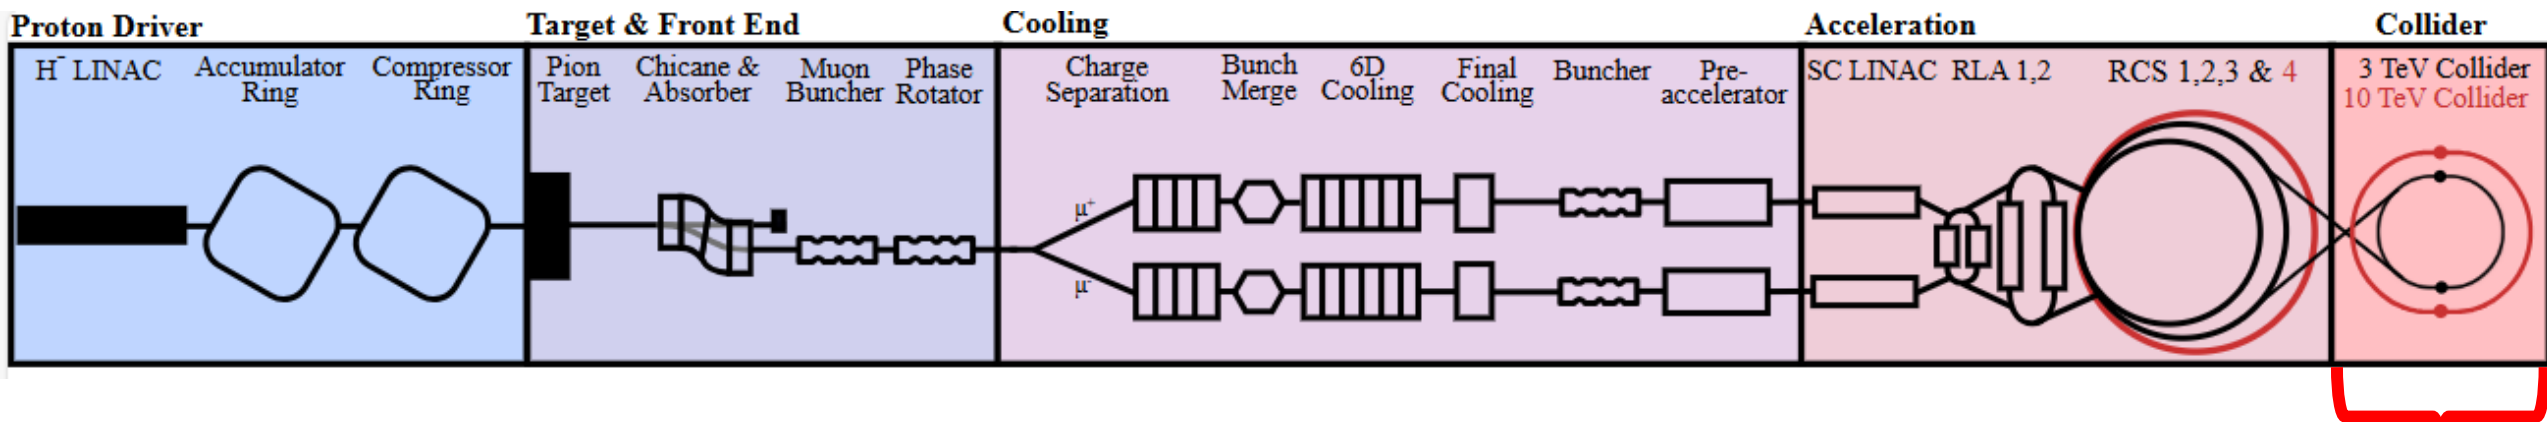 Proton Driver
Target & Front End
Cooling
Acceleration
Collider
H⁻ LINAC
Accumulator
Ring
Compressor
Ring
Pion
Target
Chicane &
Absorber
Muon
Buncher
Phase
Rotator
Charge
Separation
Bunch
Merge
6D
Cooling
Final
Cooling
Buncher
Pre-
accelerator
SC LINAC
RLA 1,2
RCS 1,2,3 & 4
3 TeV Collider
10 TeV Collider
μ⁺
μ⁻